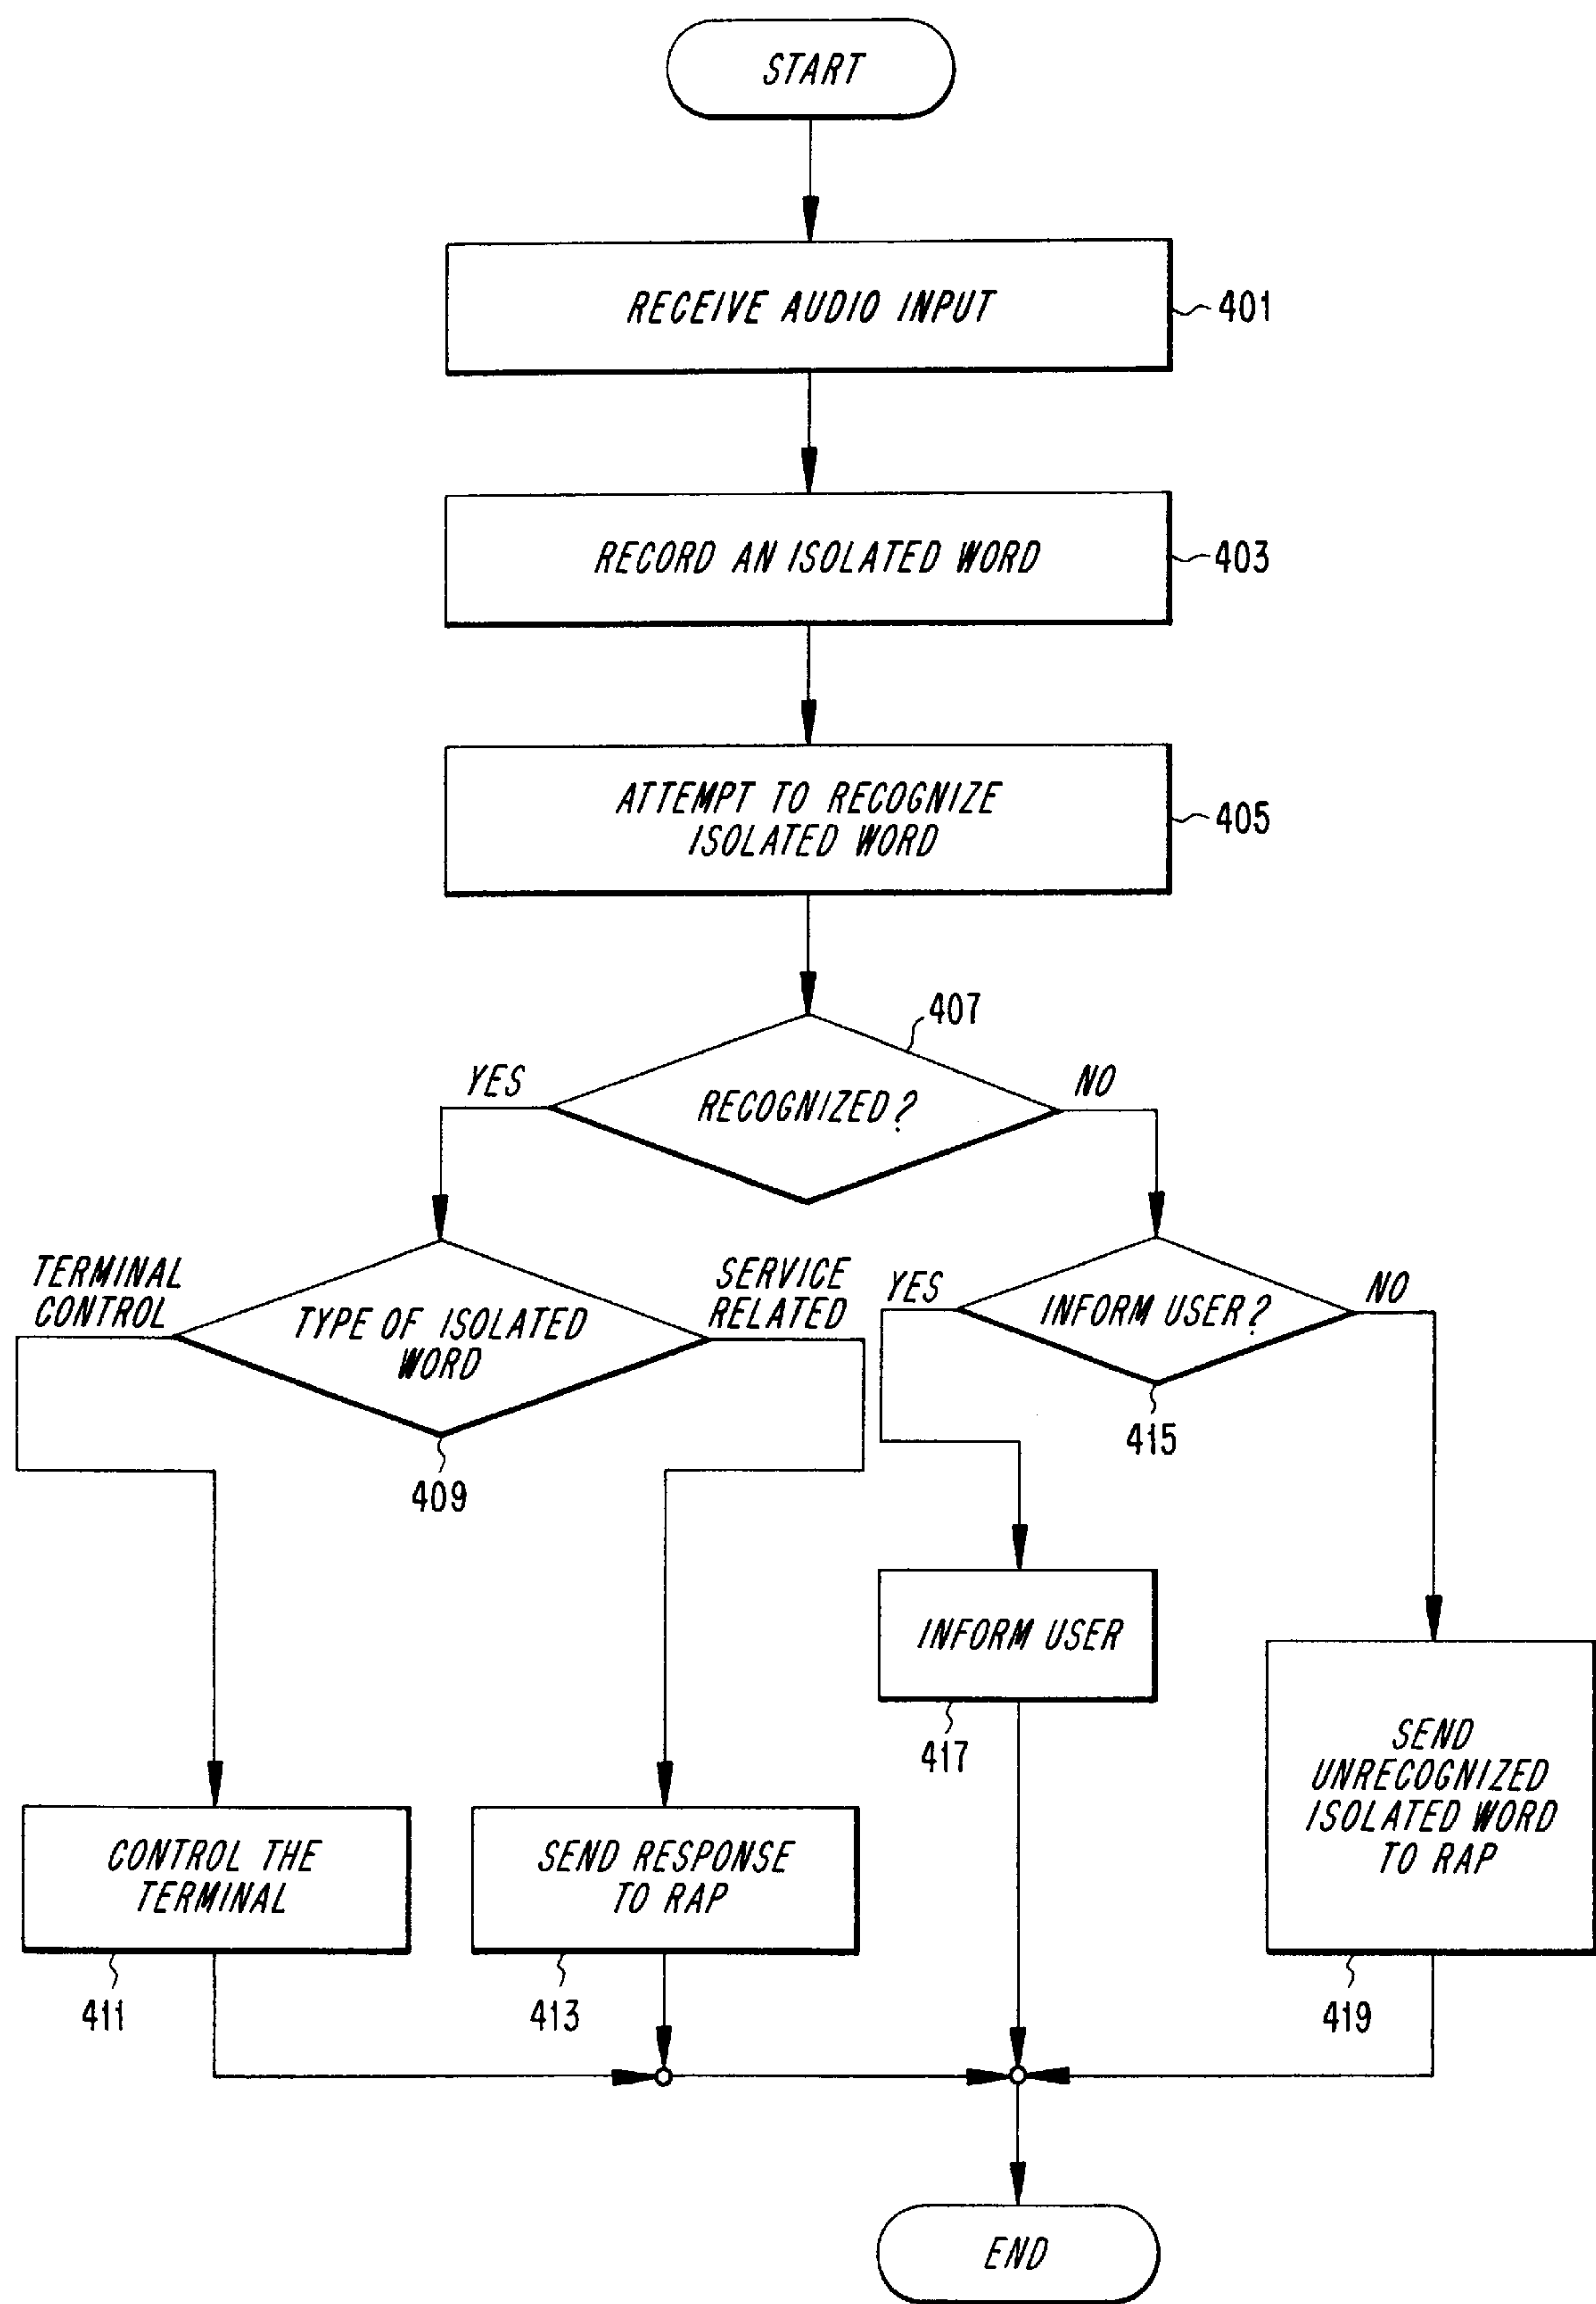 START
RECEIVE AUDIO INPUT
401
RECORD AN ISOLATED WORD
403
ATTEMPT TO RECOGNIZE
ISOLATED WORD
405
407
YES
RECOGNIZED?
NO
TERMINAL
CONTROL
TYPE OF ISOLATED
WORD
SERVICE
RELATED
409
YES
INFORM USER?
NO
415
INFORM USER
417
CONTROL THE
TERMINAL
411
SEND RESPONSE
TO RAP
413
SEND
UNRECOGNIZED
ISOLATED WORD
TO RAP
419
END